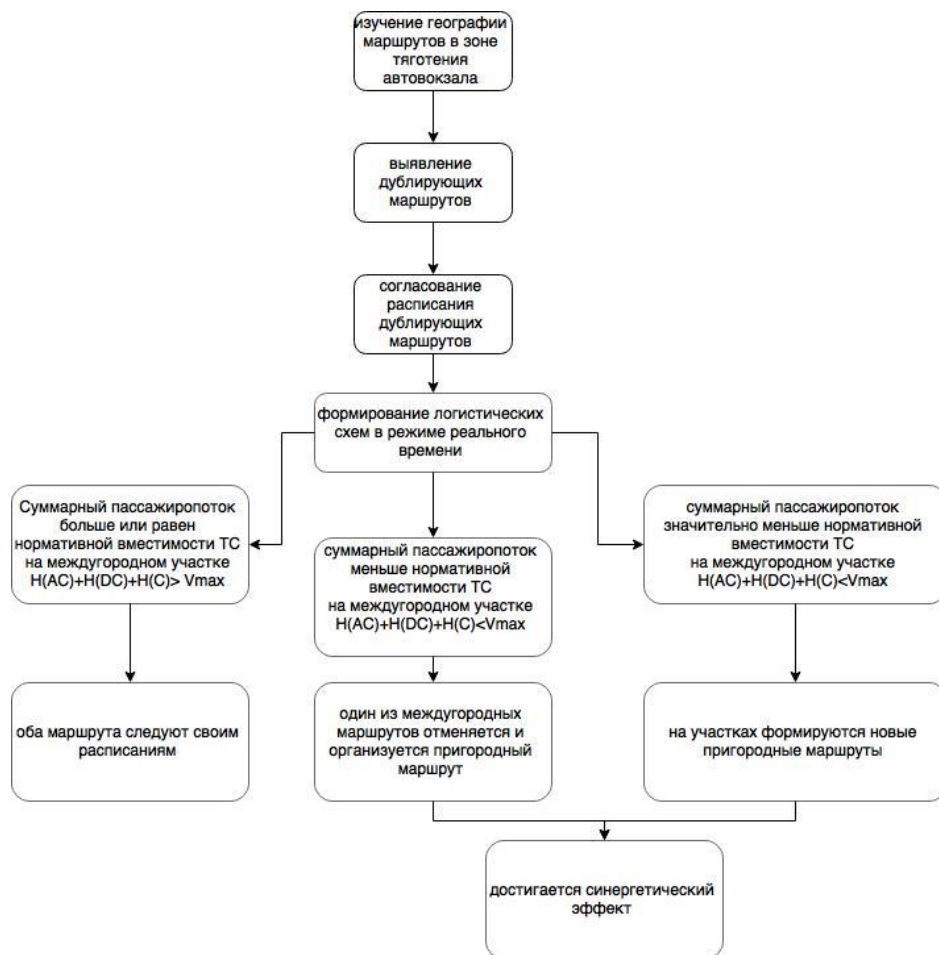 изучение географии
маршрутов в зоне
тяготения
автовокзала
выявление
дублирующих
маршрутов
согласование
расписания
дублирующих
маршрутов
формирование логистических
схем в режиме реального
времени
Суммарный пассажиропоток
больше или равен
нормативной вместимости ТС
на междугородном участке
H(AC)+H(DC)+H(C)> Vmax
суммарный пассажиропоток
меньше нормативной
вместимости ТС
на междугородном участке
H(AC)+H(DC)+H(C)<Vmax
суммарный пассажиропоток
значительно меньше нормативной
вместимости ТС
на междугородном участке
H(AC)+H(DC)+H(C)<Vmax
оба маршрута следуют своим
расписаниям
один из междугородных
маршрутов отменяется и
организуется пригородный
маршрут
на участках формируются новые
пригородные маршруты
достигается синергетический
эффект